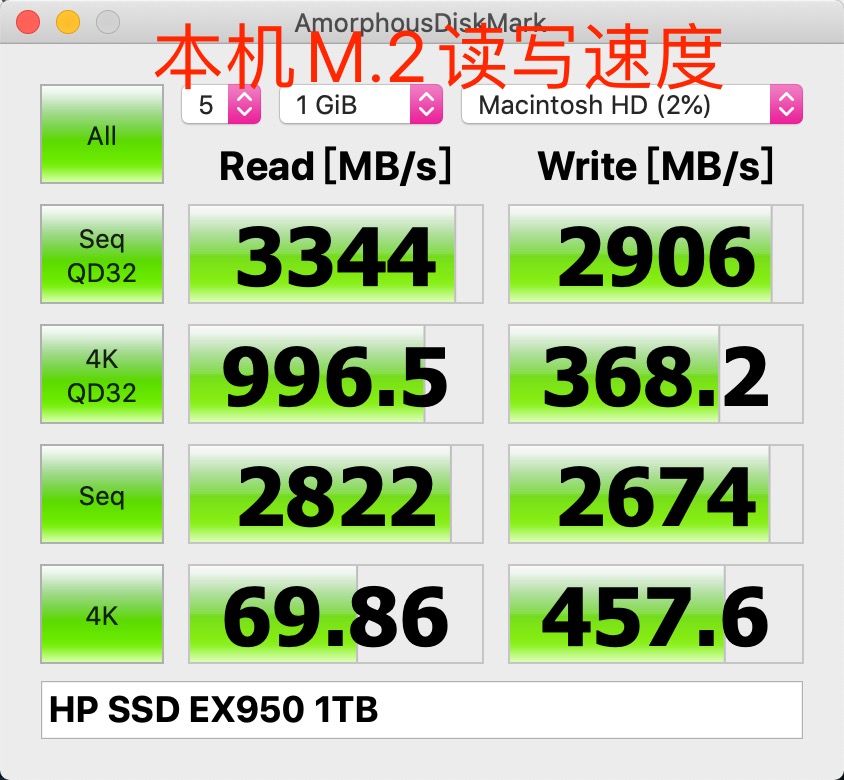 AmorphousDiskMark
本机M.2读写速度
All
5
1 GiB
Macintosh HD (2%)
Read [MB/s]
Write [MB/s]
Seq
QD32
3344
2906
4K
QD32
996.5
368.2
Seq
2822
2674
4K
69.86
457.6
HP SSD EX950 1TB